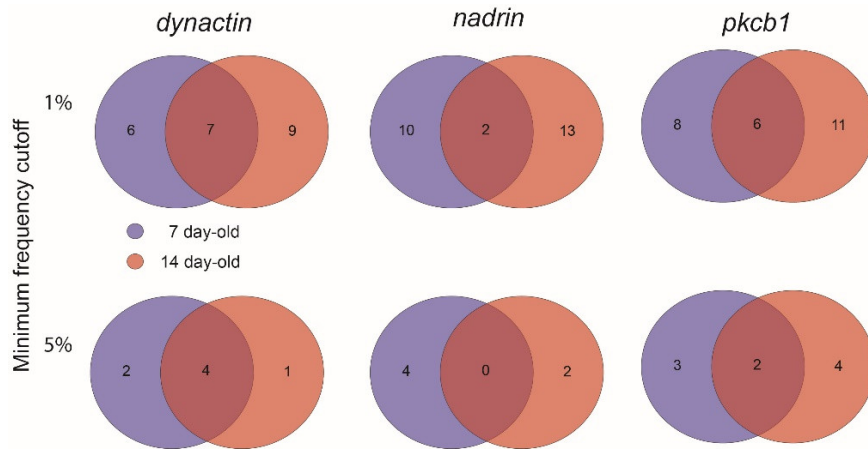 dynactin nadrin pkcb1
Minimum frequency cutoff
1%
6 7 9 10 2 13 8 6 11
7 day-old
14 day-old
5%
2 4 1 4 0 2 3 2 4